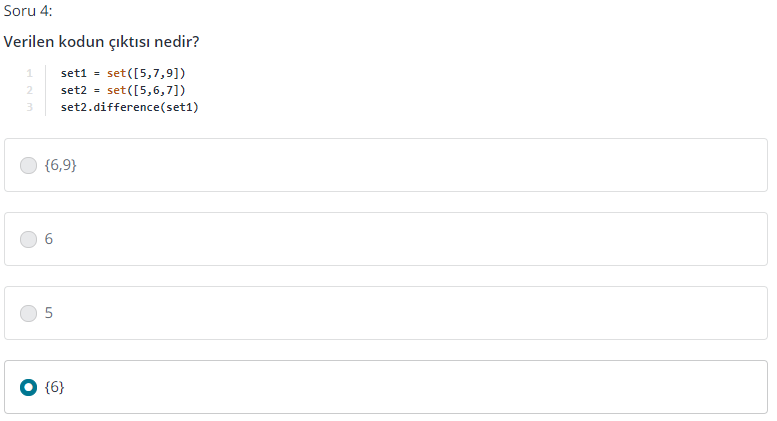 Soru 4:
Verilen kodun çıktısı nedir?
1 set1 = set([5,7,9])
2 set2 = set([5,6,7])
3 set2.difference(set1)
{6,9}
6
5
{6}